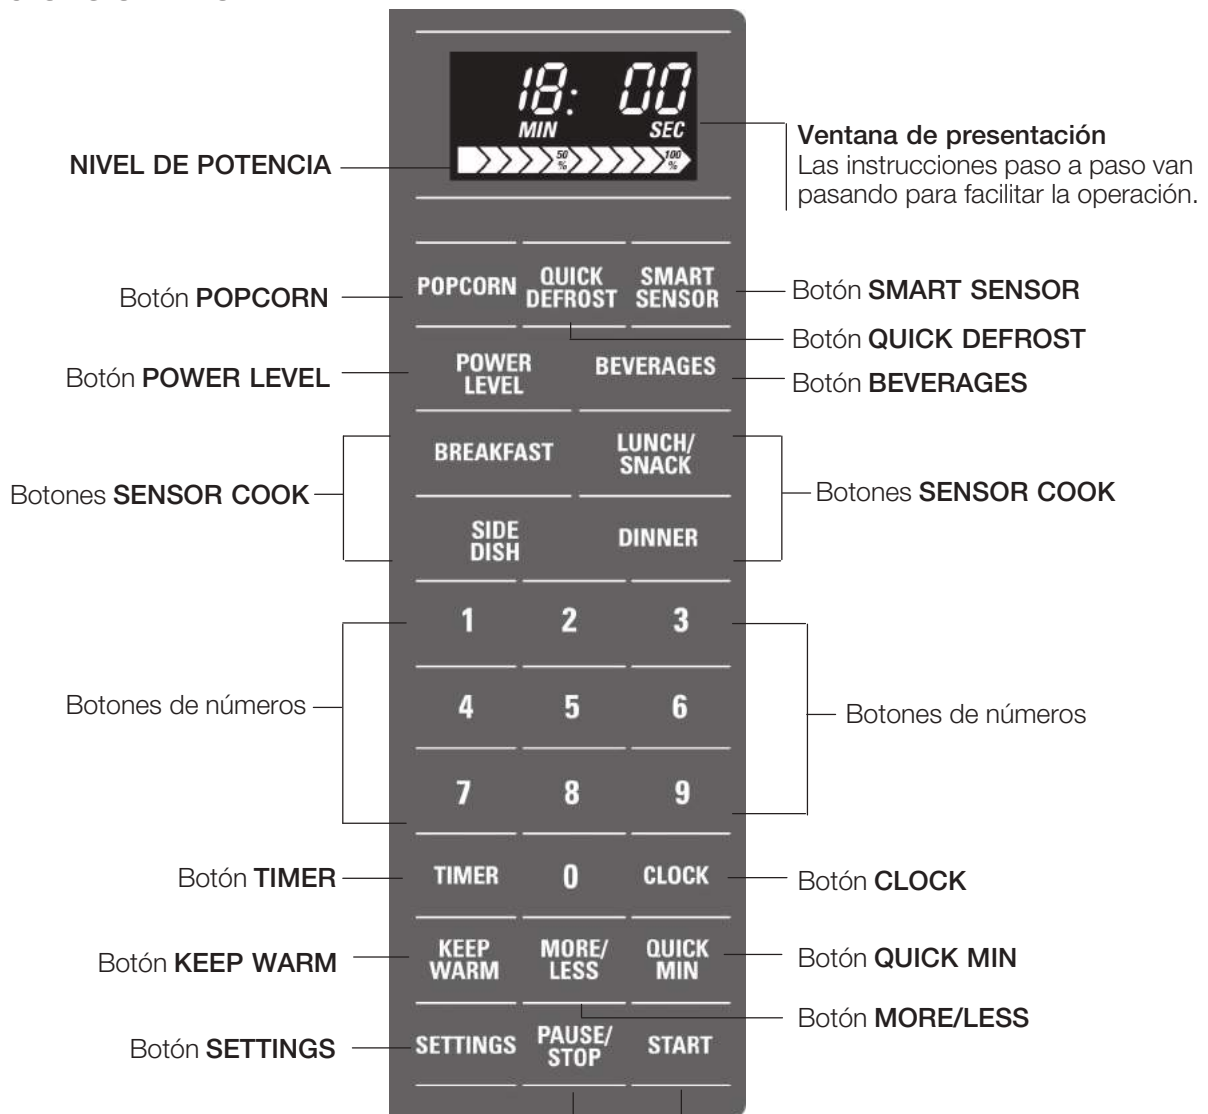 18: 00
MIN SEC
50
%
100
%
NIVEL DE POTENCIA
Ventana de presentación
Las instrucciones paso a paso van
pasando para facilitar la operación.
Botón POPCORN
POPCORN
QUICK
DEFROST
SMART
SENSOR
Botón SMART SENSOR
Botón QUICK DEFROST
Botón POWER LEVEL
POWER
LEVEL
BEVERAGES
Botón BEVERAGES
BREAKFAST
LUNCH/
SNACK
Botones SENSOR COOK
Botones SENSOR COOK
SIDE
DISH
DINNER
1 2 3
Botones de números
4 5 6
Botones de números
7 8 9
Botón TIMER
TIMER 0 CLOCK
Botón CLOCK
Botón KEEP WARM
KEEP
WARM
MORE/
LESS
QUICK
MIN
Botón QUICK MIN
Botón MORE/LESS
Botón SETTINGS
SETTINGS
PAUSE/
STOP
START